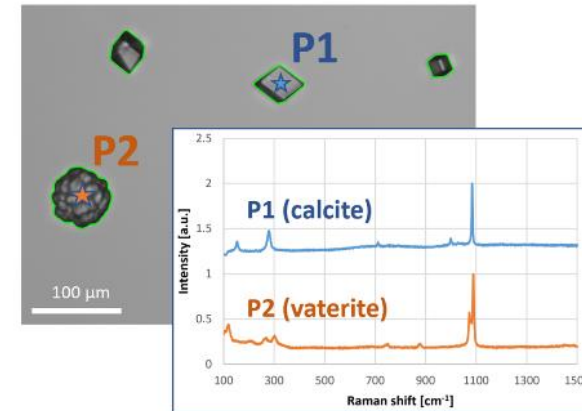 P1
P2
100 µm
2.5
2
1.5
1
0.5
0
Intensity [a.u.]
P1 (calcite)
P2 (vaterite)
100 300 500 700 900 1100 1300 1500
Raman shift [cm⁻¹]